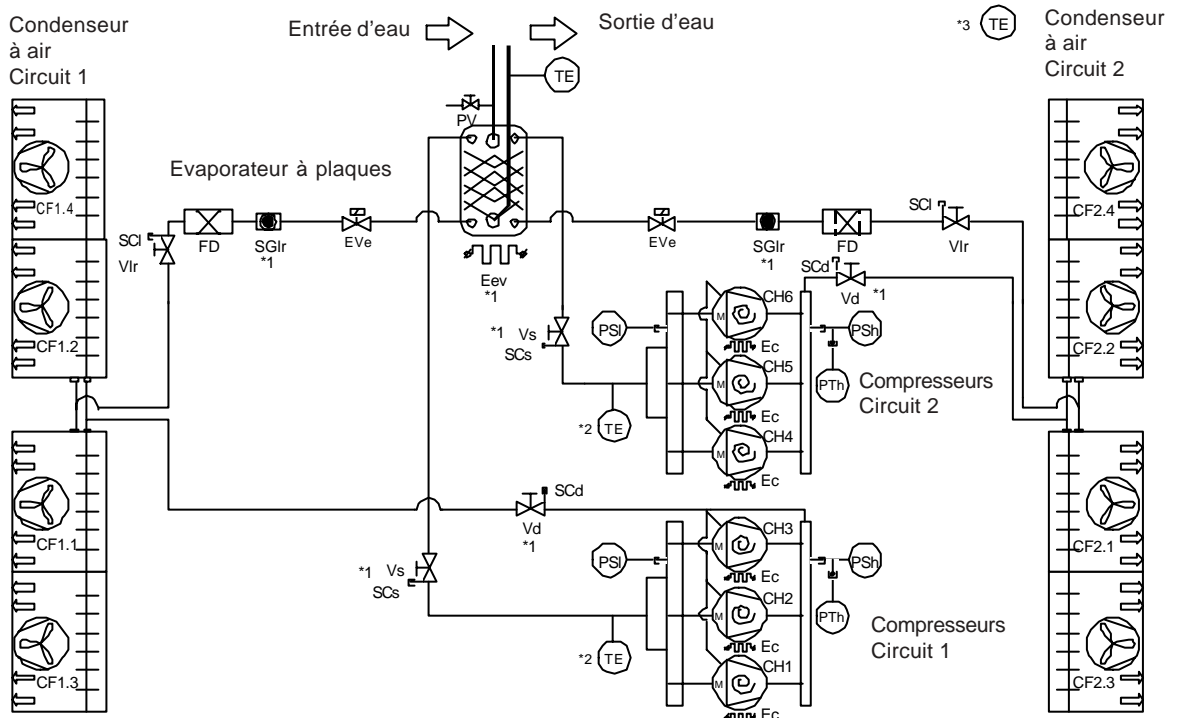 Condenseur
à air
Circuit 1
Entrée d'eau
Sortie d'eau
*3
TE
Condenseur
à air
Circuit 2
TE
PV
Evaporateur à plaques
CF1.4
CF2.4
SCl
Vlr
FD
SGlr
*1
EVe
EVe
SGlr
*1
FD
SCl
Vlr
Eev
*1
SCd
Vd
*1
CF1.2
CF2.2
*1
Vs
SCs
PSl
M
CH6
Ec
PSh
PTh
M
CH5
Ec
Compresseurs
Circuit 2
*2
TE
M
CH4
Ec
SCd
Vd
*1
CF1.1
CF2.1
*1
Vs
SCs
PSl
M
CH3
Ec
PSh
PTh
M
CH2
Ec
Compresseurs
Circuit 1
*2
TE
M
CH1
Ec
CF1.3
CF2.3